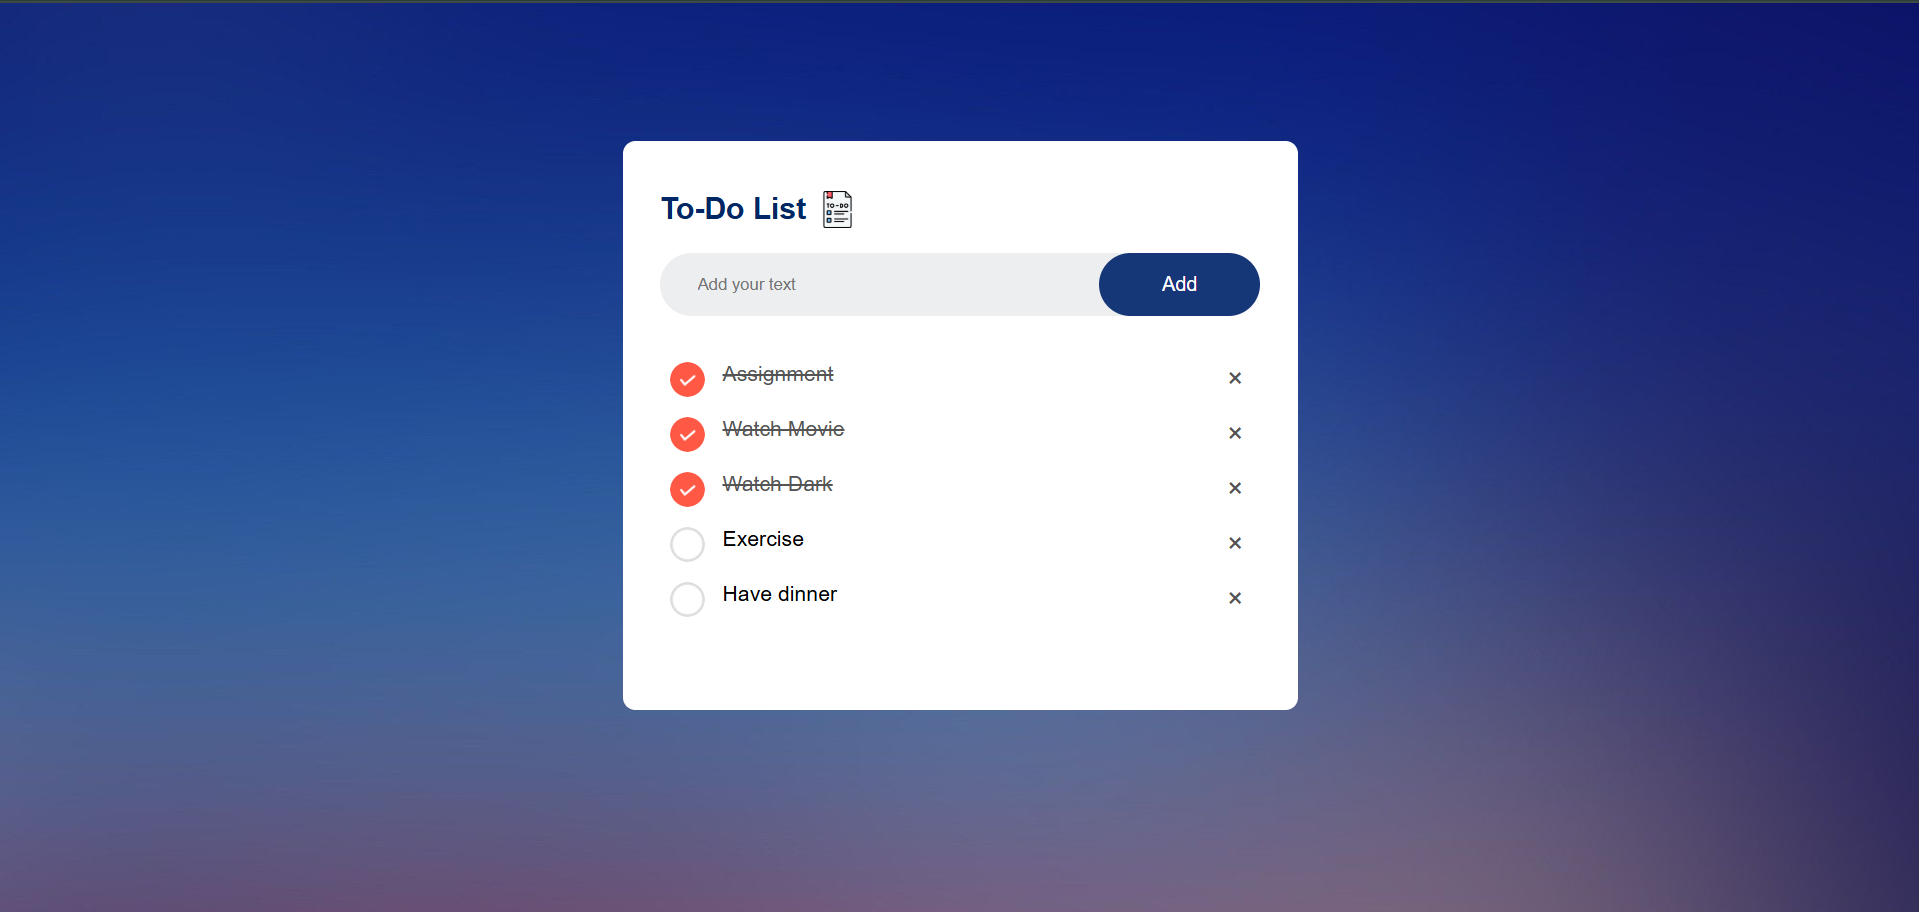 To-Do List
TO-DO
Add your text
Add
Assignment
×
Watch Movie
×
Watch Dark
×
Exercise
×
Have dinner
×